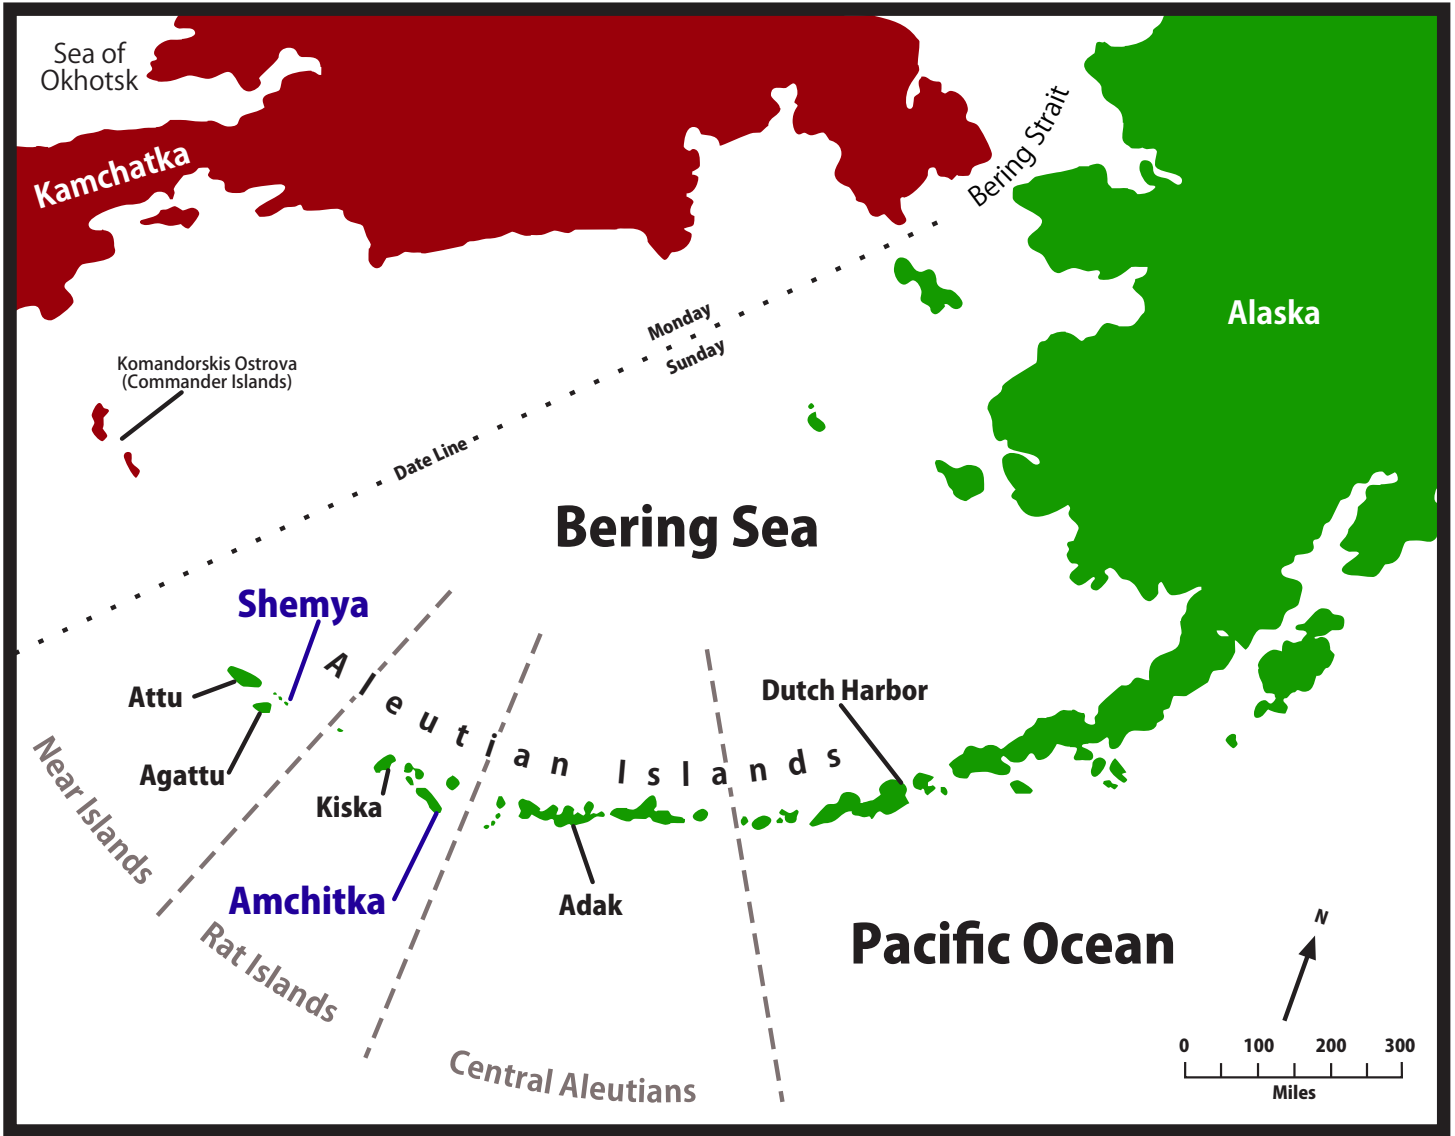 Sea of
Okhotsk
Kamchatka
Bering Strait
Alaska
Monday
Sunday
Komandorskis Ostrova
(Commander Islands)
Date Line
Bering Sea
Shemya
Aleutian Islands
Attu
Dutch Harbor
Agattu
Kiska
Near Islands
Amchitka
Adak
Rat Islands
Pacific Ocean
N
Central Aleutians
0 100 200 300
Miles